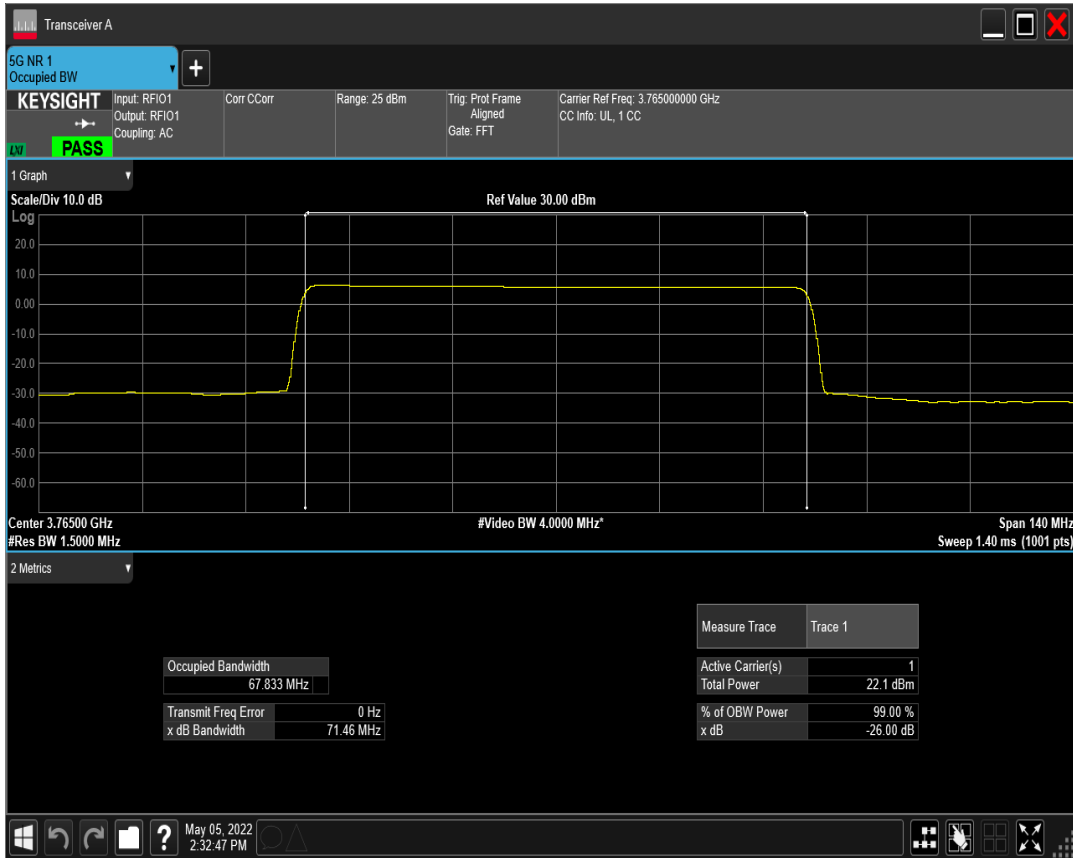 Transceiver A
5G NR 1
Occupied BW
+
KEYSIGHT
LXI
PASS
Input: RFIO1
Output: RFIO1
Coupling: AC
Corr CCorr
Range: 25 dBm
Trig: Prot Frame
Aligned
Gate: FFT
Carrier Ref Freq: 3.765000000 GHz
CC Info: UL, 1 CC
1 Graph
Scale/Div 10.0 dB
Ref Value 30.00 dBm
Log
20.0
10.0
0.00
-10.0
-20.0
-30.0
-40.0
-50.0
-60.0
Center 3.76500 GHz
#Video BW 4.0000 MHz*
Span 140 MHz
#Res BW 1.5000 MHz
Sweep 1.40 ms (1001 pts)
2 Metrics
Measure Trace Trace 1
Occupied Bandwidth
67.833 MHz
Active Carrier(s) 1
Total Power 22.1 dBm
Transmit Freq Error 0 Hz
x dB Bandwidth 71.46 MHz
% of OBW Power 99.00 %
x dB -26.00 dB
?
May 05, 2022
2:32:47 PM